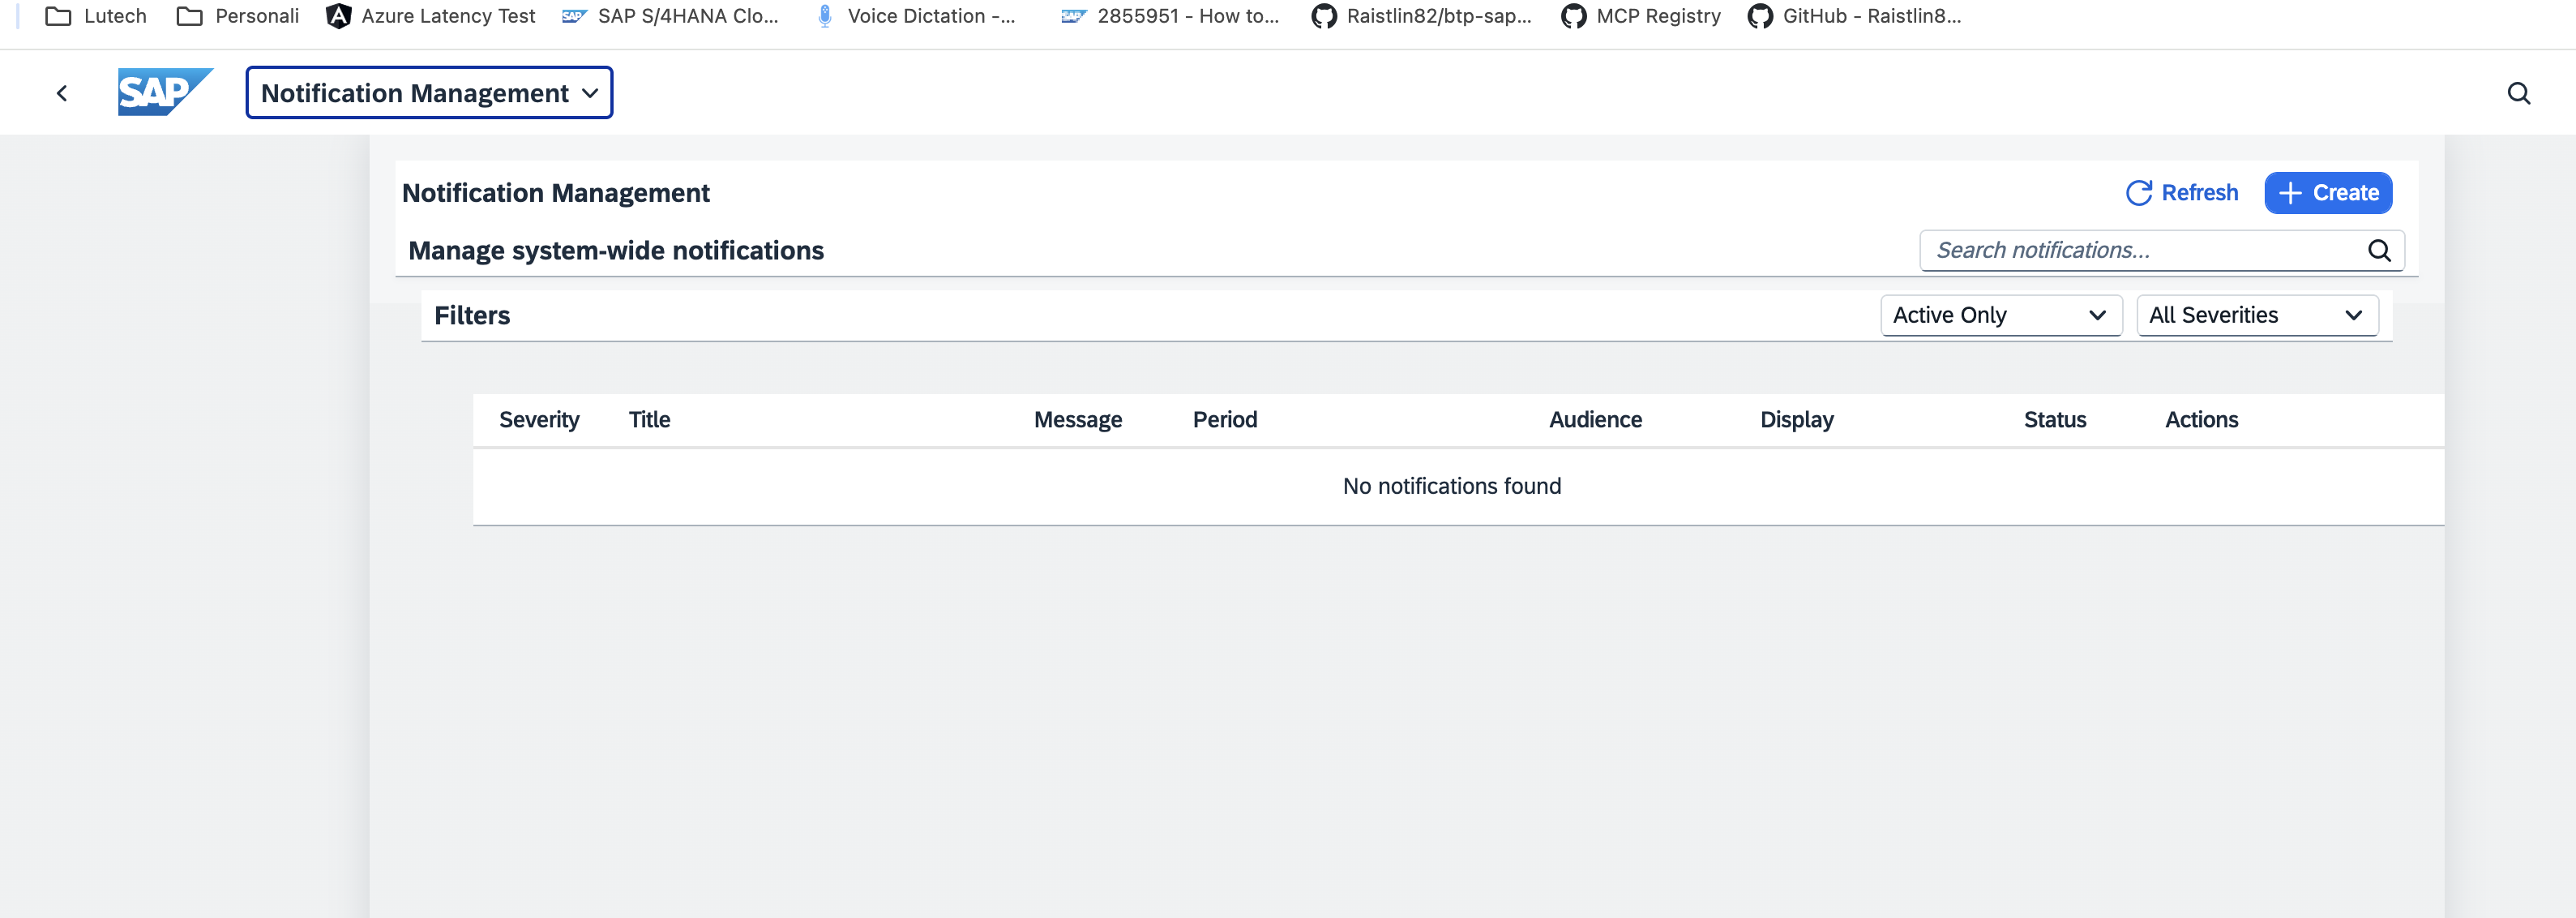 Lutech Personali Azure Latency Test SAP SAP S/4HANA Clo... Voice Dictation -... SAP 2855951 - How to... Raistlin82/btp-sap... MCP Registry GitHub - Raistlin8...
SAP Notification Management
Notification Management Refresh Create
Manage system-wide notifications Search notifications...
Filters Active Only All Severities
Severity Title Message Period Audience Display Status Actions
No notifications found